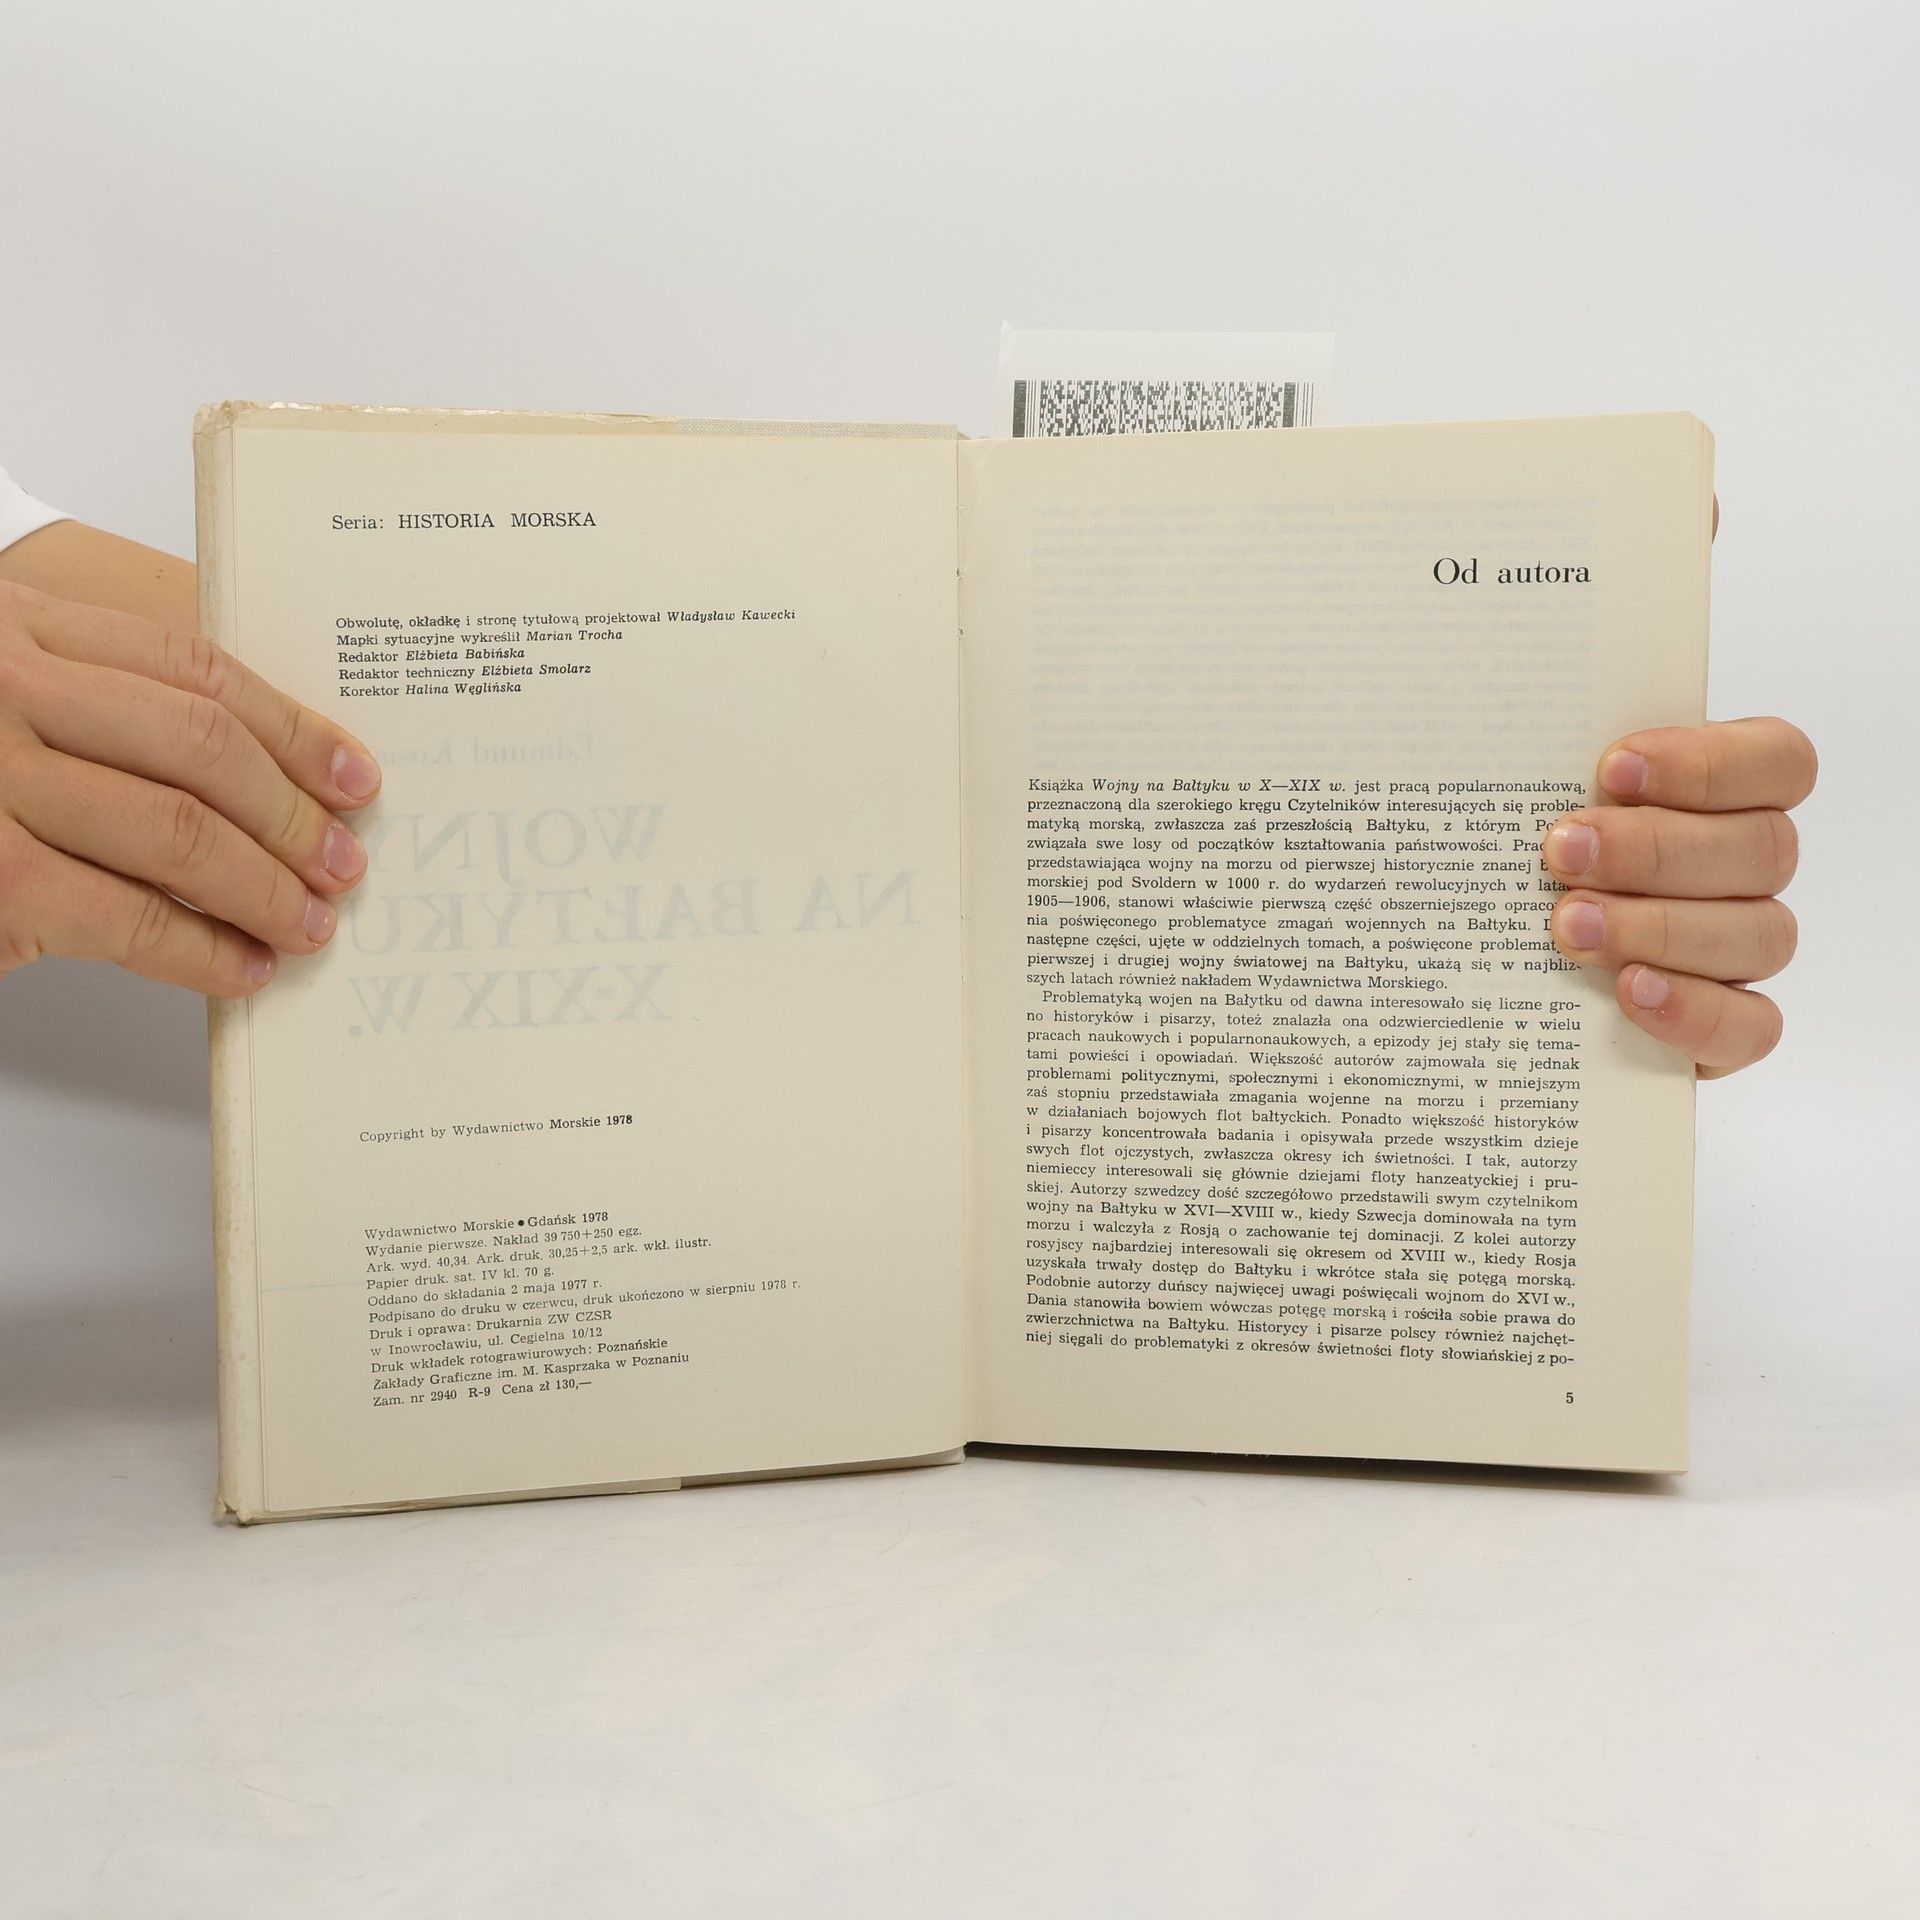 Seria: HISTORIA MORSKA
Obwolutę, okładkę i stronę tytułową projektował Władysław Kawecki
Mapki sytuacyjne wykreślił Marian Trocha
Redaktor Elżbieta Babińska
Redaktor techniczny Elżbieta Smolarz
Korektor Halina Węglińska
Edmund
WOJNY
NA BAŁTYKU
X-XIX W.
Copyright by Wydawnictwo Morskie 1978
Wydawnictwo Morskie • Gdańsk 1978
Wydanie pierwsze. Nakład 39 750+250 egz.
Ark. wyd. 40,34. Ark. druk. 30,25+2,5 ark. wkł. ilustr.
Papier druk. sat. IV kl. 70 g.
Oddano do składania 2 maja 1977 r.
Podpisano do druku w czerwcu, druk ukończono w sierpniu 1978 r.
Druk i oprawa: Drukarnia ZW CZSR
w Inowrocławiu, ul. Cegielna 10/12
Druk wkładek rotograwiurowych: Poznańskie
Zakłady Graficzne im. M. Kasprzaka w Poznaniu
Zam. nr 2940 R-9 Cena zł 130,—
Od autora
Książka Wojny na Bałtyku w X—XIX w. jest pracą popularnonaukową,
przeznaczoną dla szerokiego kręgu Czytelników interesujących się proble-
matyką morską, zwłaszcza zaś przeszłością Bałtyku, z którym
związała swe losy od początków kształtowania państwowości.
przedstawiająca wojny na morzu od pierwszej historycznie znanej
morskiej pod Svoldern w 1000 r. do wydarzeń rewolucyjnych w
1905—1906, stanowi właściwie pierwszą część obszerniejszego
nia poświęconego problematyce zmagań wojennych na Bałtyku.
następne części, ujęte w oddzielnych tomach, a poświęcone
pierwszej i drugiej wojny światowej na Bałtyku, ukażą się w najbliż-
szych latach również nakładem Wydawnictwa Morskiego.
Problematyką wojen na Bałytku od dawna interesowało się liczne gro-
no historyków i pisarzy, toteż znalazła ona odzwierciedlenie w wielu
pracach naukowych i popularnonaukowych, a epizody jej stały się tema-
tami powieści i opowiadań. Większość autorów zajmowała się jednak
problemami politycznymi, społecznymi i ekonomicznymi, w mniejszym
zaś stopniu przedstawiała zmagania wojenne na morzu i przemiany
w działaniach bojowych flot bałtyckich. Ponadto większość historyków
i pisarzy koncentrowała badania i opisywała przede wszystkim dzieje
swych flot ojczystych, zwłaszcza okresy ich świetności. I tak, autorzy
niemieccy interesowali się głównie dziejami floty hanzeatyckiej i pru-
skiej. Autorzy szwedzcy dość szczegółowo przedstawili swym czytelnikom
wojny na Bałtyku w XVI—XVIII w., kiedy Szwecja dominowała na tym
morzu i walczyła z Rosją o zachowanie tej dominacji. Z kolei autorzy
rosyjscy najbardziej interesowali się okresem od XVIII w., kiedy Rosja
uzyskała trwały dostęp do Bałtyku i wkrótce stała się potęgą morską.
Podobnie autorzy duńscy najwięcej uwagi poświęcali wojnom do XVI w.,
Dania stanowiła bowiem wówczas potęgę morską i rościła sobie prawa do
zwierzchnictwa na Bałtyku. Historycy i pisarze polscy również najchęt-
niej sięgali do problematyki z okresów świetności floty słowiańskiej z po-
5